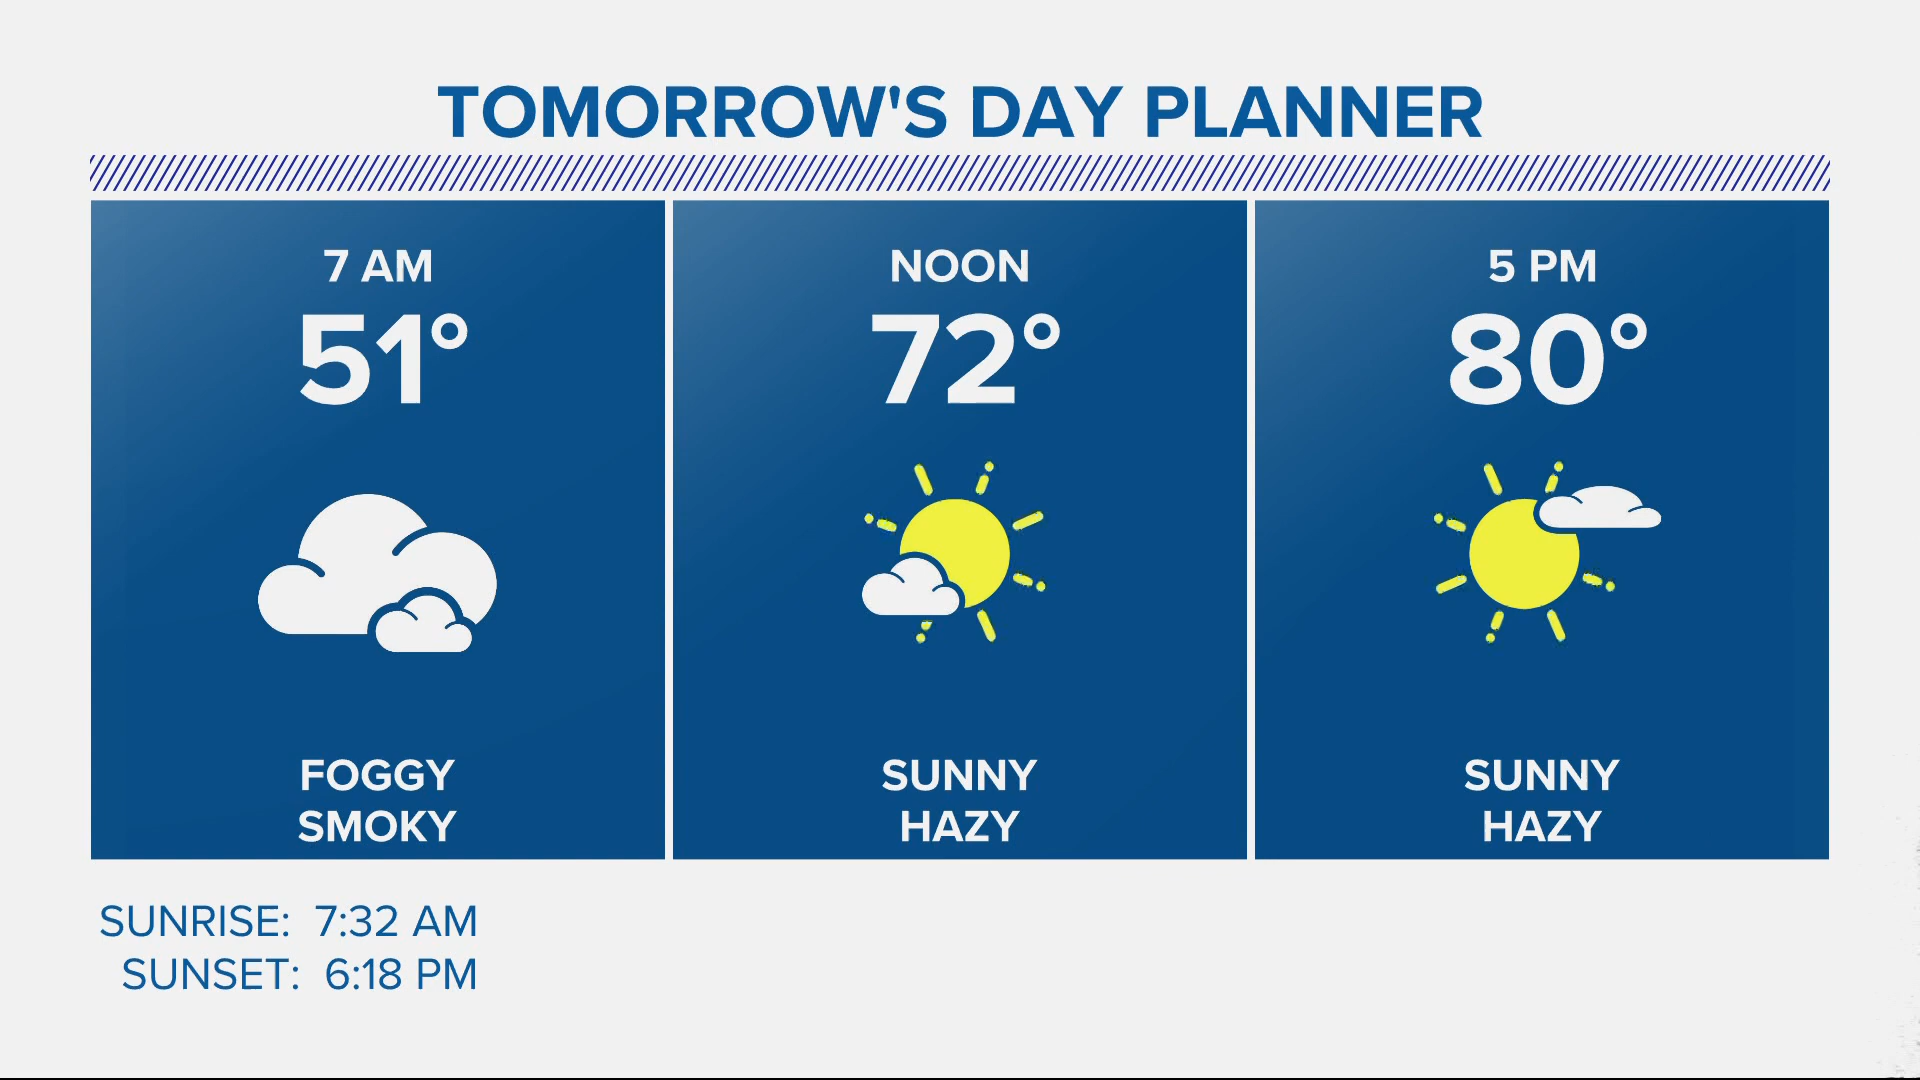 TOMORROW'S DAY PLANNER
7 AM
51°
FOGGY
SMOKY
NOON
72°
SUNNY
HAZY
5 PM
80°
SUNNY
HAZY
SUNRISE: 7:32 AM
SUNSET: 6:18 PM